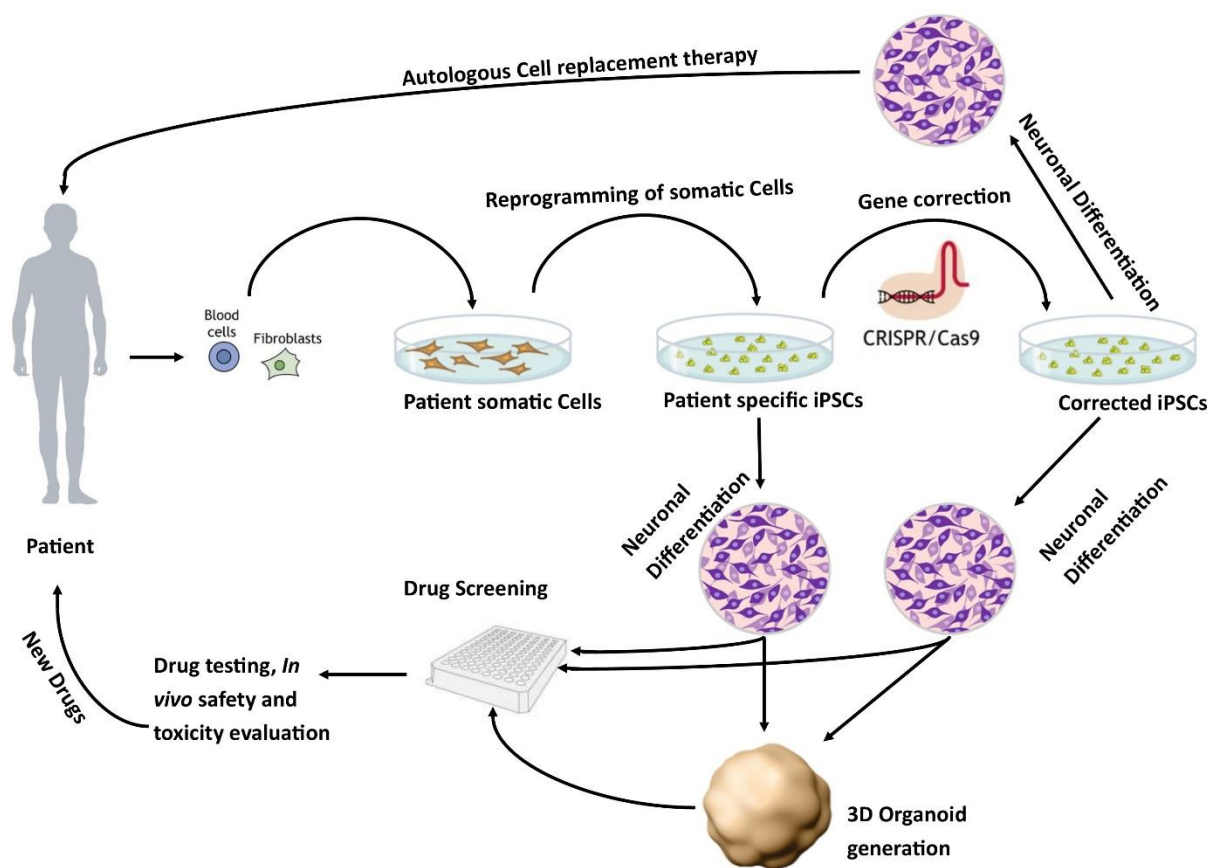 Autologous Cell replacement therapy
Neuronal Differentiation
Reprogramming of somatic Cells
Gene correction
Blood
cells
Fibroblasts
CRISPR/Cas9
Patient somatic Cells
Patient specific iPSCs
Corrected iPSCs
Neuronal
Differentiation
Neuronal
Differentiation
Patient
Drug Screening
New Drugs
Drug testing, In
vivo safety and
toxicity evaluation
3D Organoid
generation